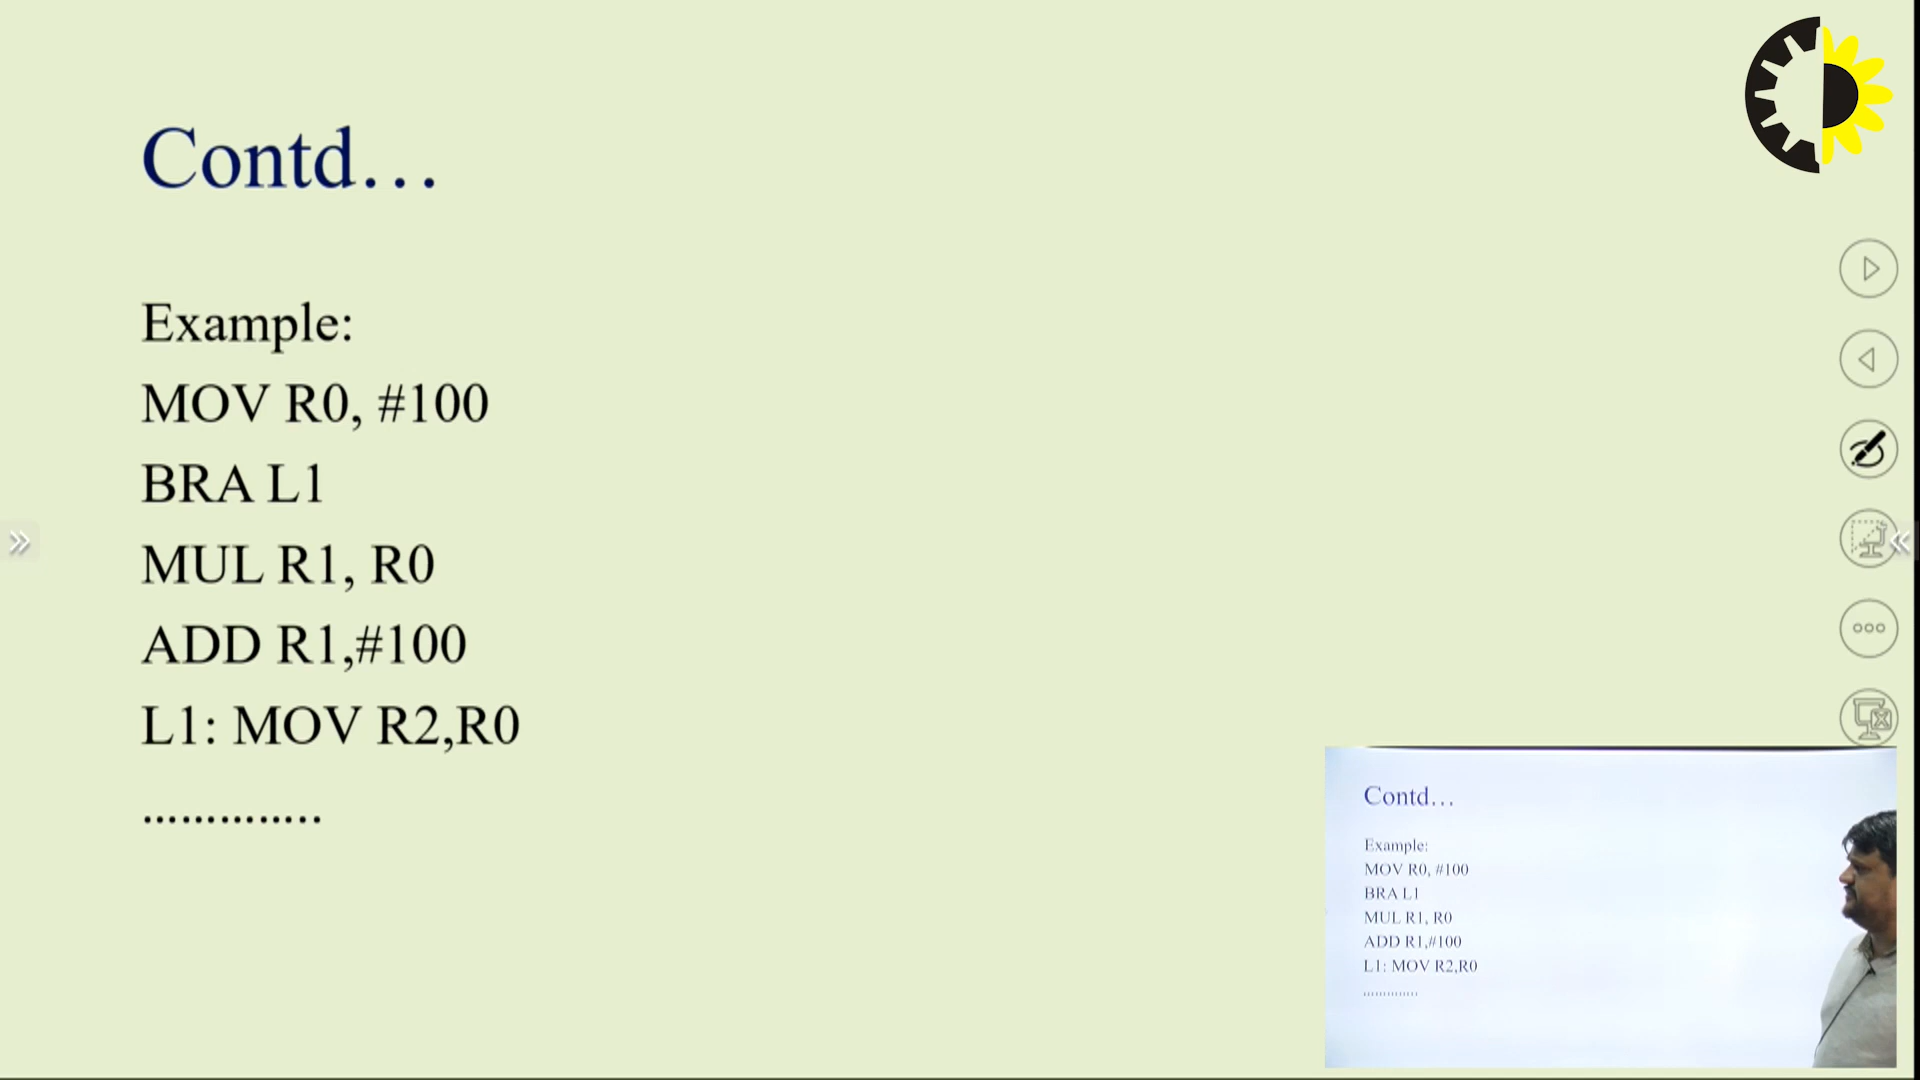 Contd...
Example:
MOV R0, #100
BRA L1
MUL R1, R0
ADD R1,#100
L1: MOV R2,R0
..............
Contd...
Example:
MOV R0, #100
BRA L1
MUL R1, R0
ADD R1,#100
L1: MOV R2,R0
..............